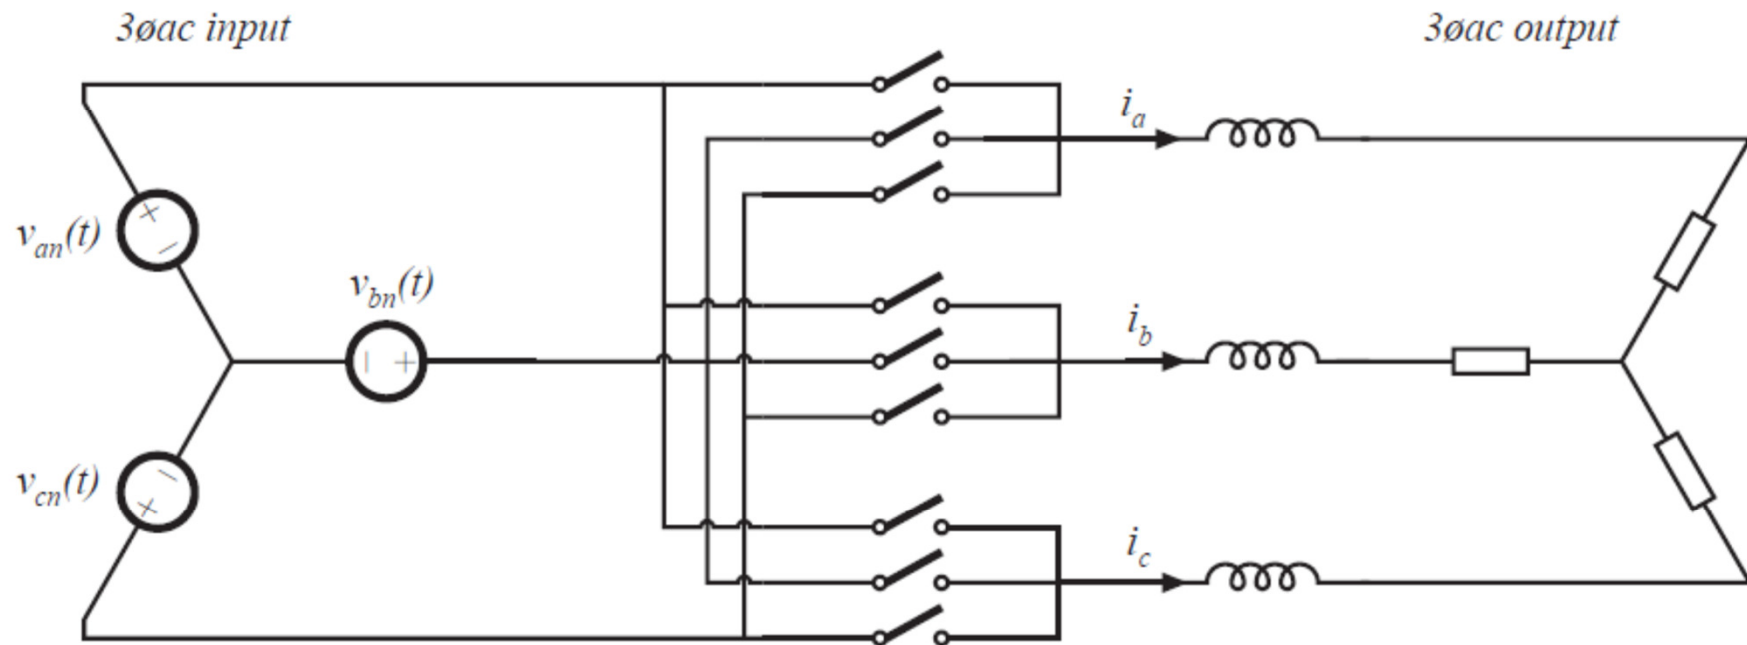 3øac input
3øac output
i_a
v_an(t)
v_bn(t)
i_b
v_cn(t)
i_c